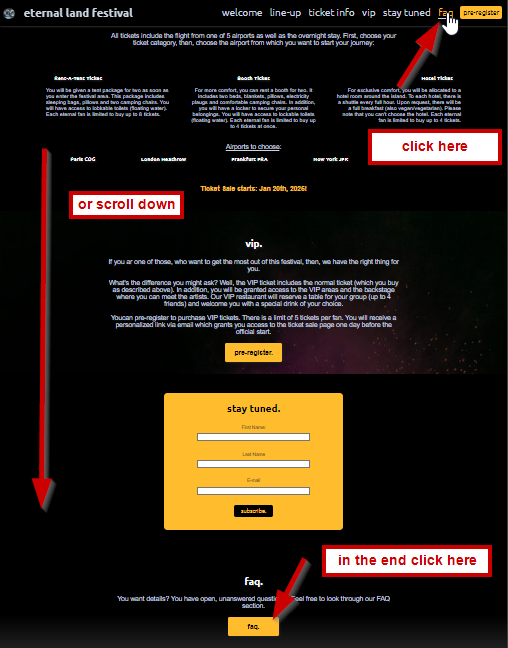 eternal land festival
welcome line-up ticket info vip stay tuned faq pre-register
All tickets include the flight from one of 5 airports as well as the overnight stay. First, choose your
ticket category, then, choose the airport from which you want to start your journey:
Rent-A-Tent Ticket
You will be given a tent package for two as soon as
you enter the festival area. This package includes
sleeping bags, pillows and two camping chairs. You
will have access to lockable toilets (floating water).
Each eternal fan is limited to buy up to 6 tickets.
Booth Ticket
For more comfort, you can rent a booth for two. It
includes two beds, blankets, pillows, electricity
plaugs and comfortable camping chairs. In addition,
you will have a locker to secure your personal
belongings. You will have access to lockable toilets
(floating water). Each eternal fan is limited to buy up
to 4 tickets at once.
Hotel Ticket
For exclusive comfort, you will be allocated to a
hotel room around the island. To each hotel, there is
a shuttle every full hour. Upon request, there will be
a full breakfast (also vegan/vegetarian). Please
note that you can't choose the hotel. Each eternal
fan is limited to buy up to 4 tickets.
click here
Airports to choose:
Paris CDG London Heathrow Frankfurt FRA New York JFK
or scroll down
Ticket Sale starts: Jan 20th, 2025!
vip.
If you ar one of those, who want to get the most out of this festival, then, we have the right thing for
you.
What's the difference you might ask? Well, the VIP ticket includes the normal ticket (which you buy
as described above). In addition, you will be granted access to the VIP areas and the backstage
where you can meet the artists. Our VIP restaurant will reserve a table for your group (up to 4
friends) and welcome you with a special drink of your choice.
Youcan pre-register to purchase VIP tickets. There is a limit of 5 tickets per fan. You will receive a
personalized link via email which grants you access to the ticket sale page one day before the
official start.
pre-register.
stay tuned.
First Name:
Last Name
E-mail
subscribe.
in the end click here
faq.
You want details? You have open, unanswered Feel free to look through our FAQ
section.
faq.